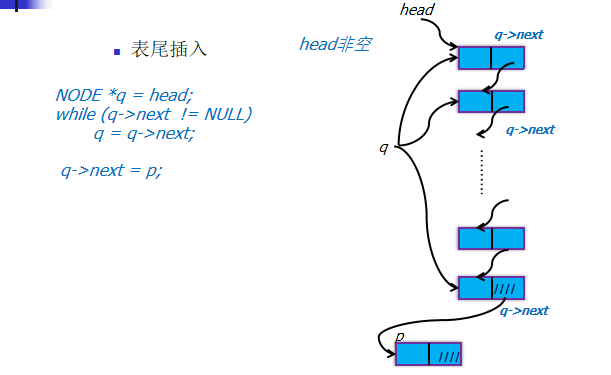 表尾插入
NODE *q = head;
while (q->next != NULL)
q = q->next;
q->next = p;
head非空
head
q->next
q->next
q
q->next
p